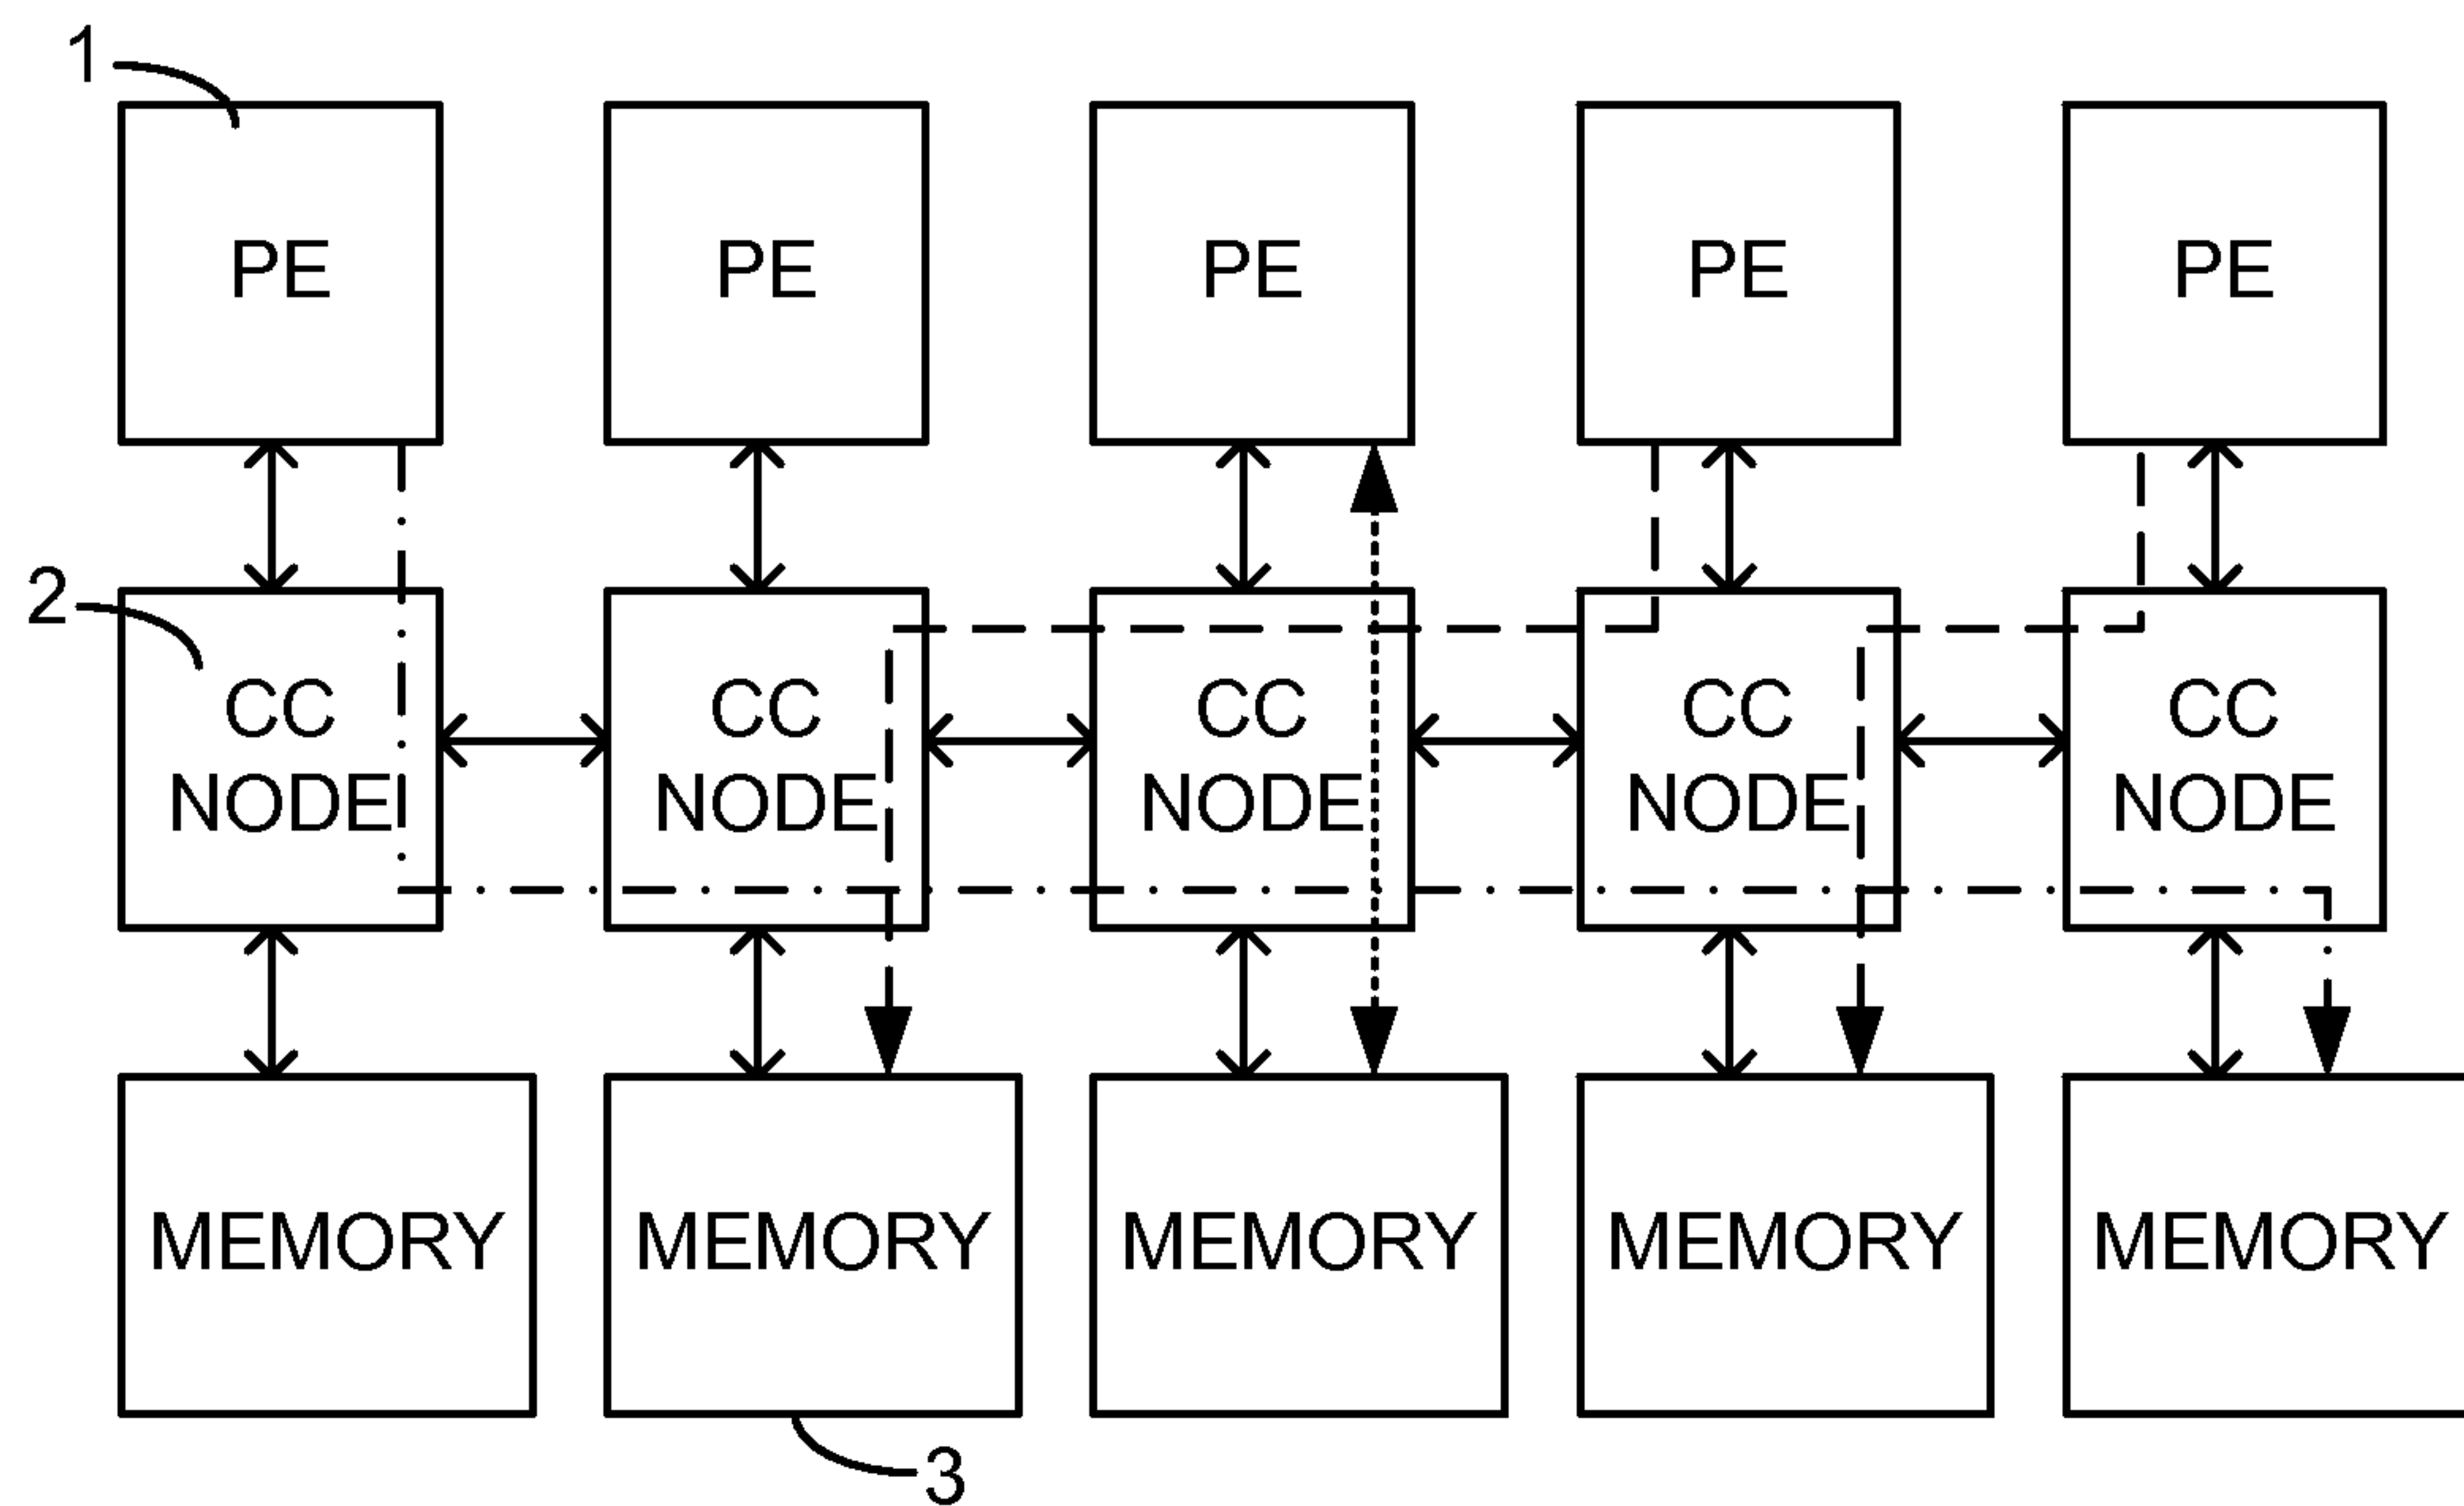 1
PE PE PE PE PE
2
CC CC CC CC CC
NODE NODE NODE NODE NODE
MEMORY MEMORY MEMORY MEMORY MEMORY
3